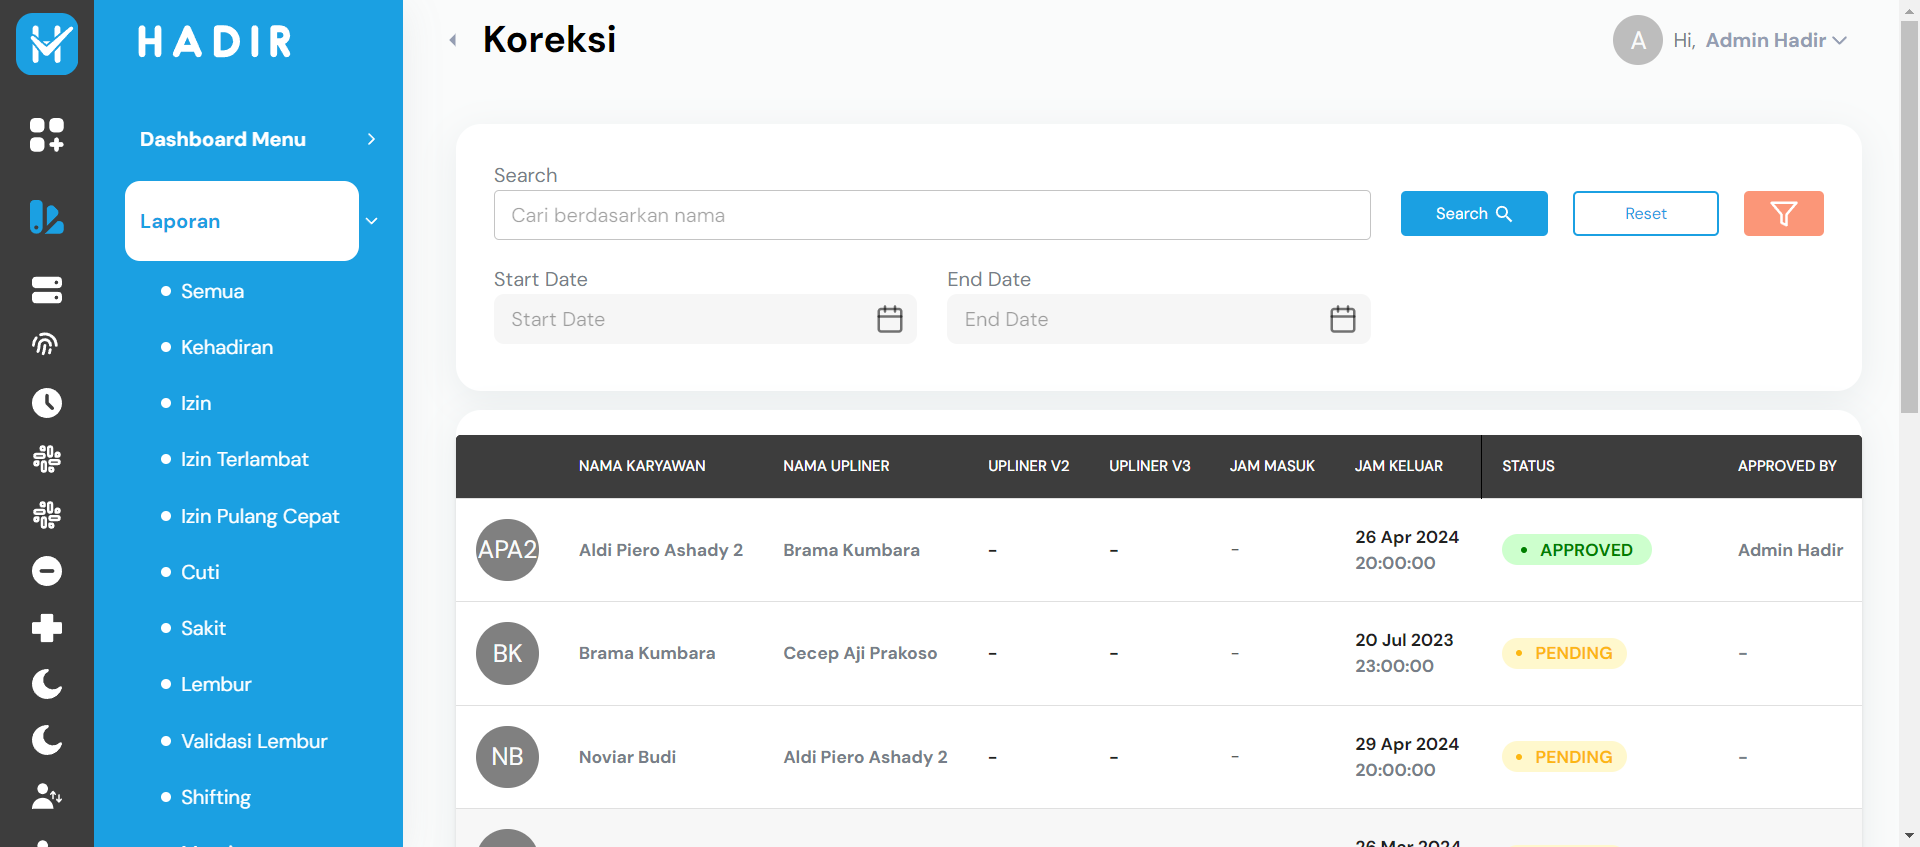 HADIR
Koreksi
A
Hi, Admin Hadir
Dashboard Menu
Laporan
Semua
Kehadiran
Izin
Izin Terlambat
Izin Pulang Cepat
Cuti
Sakit
Lembur
Validasi Lembur
Shifting
Search
Cari berdasarkan nama
Search
Reset
Start Date
End Date
Start Date
End Date
NAMA KARYAWAN NAMA UPLINER UPLINER V2 UPLINER V3 JAM MASUK JAM KELUAR STATUS APPROVED BY
APA2 Aldi Piero Ashady 2 Brama Kumbara - - - 26 Apr 2024 APPROVED Admin Hadir
20:00:00
BK Brama Kumbara Cecep Aji Prakoso - - - 20 Jul 2023 PENDING -
23:00:00
NB Noviar Budi Aldi Piero Ashady 2 - - - 29 Apr 2024 PENDING -
20:00:00
26 Mar 2024